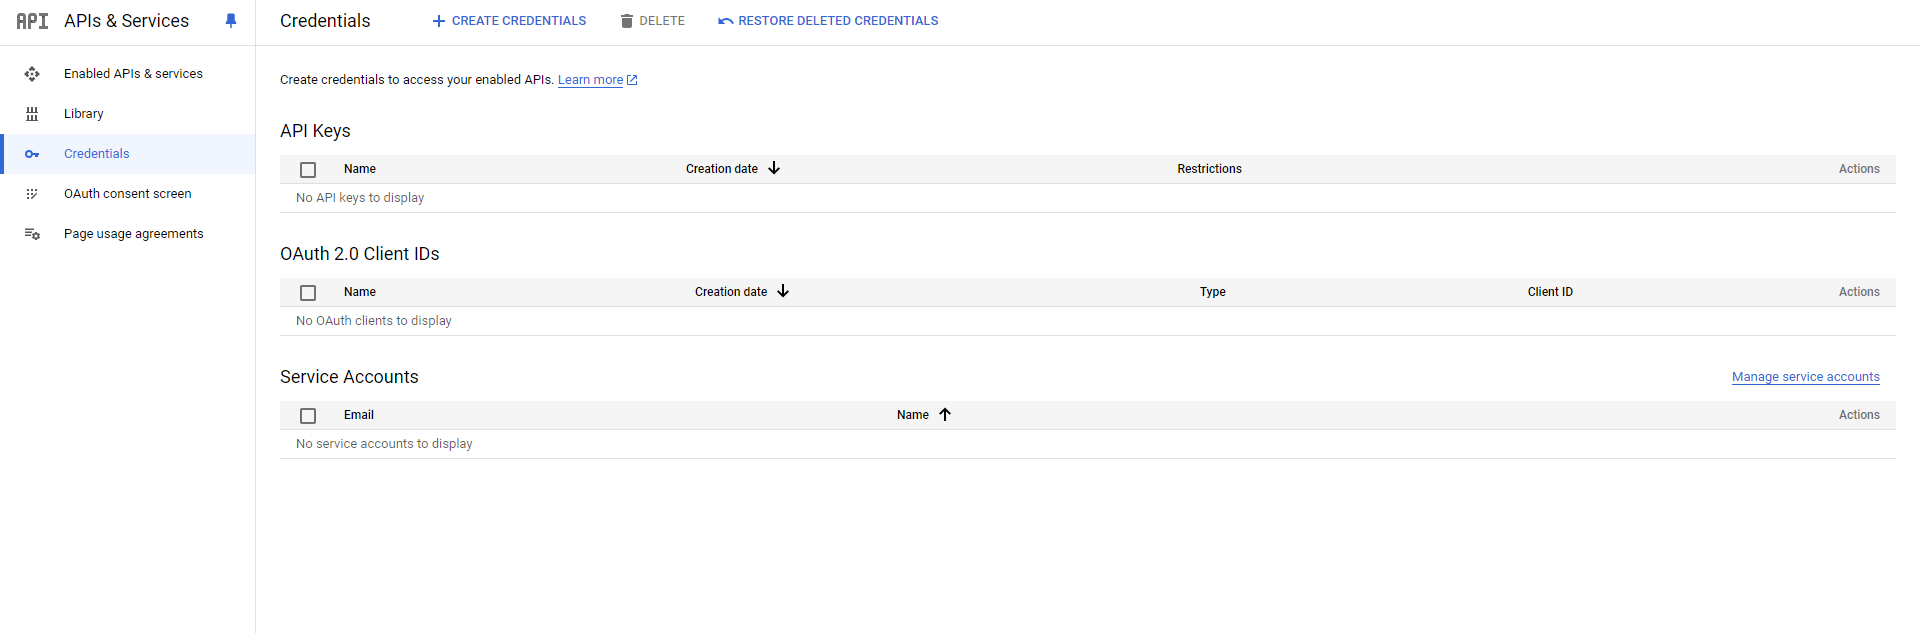 API APIs & Services
Credentials
CREATE CREDENTIALS
DELETE
RESTORE DELETED CREDENTIALS
Enabled APIs & services
Library
Credentials
OAuth consent screen
Page usage agreements
Create credentials to access your enabled APIs. Learn more
API Keys
Name Creation date Restrictions Actions
No API keys to display
OAuth 2.0 Client IDs
Name Creation date Type Client ID Actions
No OAuth clients to display
Service Accounts Manage service accounts
Email Name Actions
No service accounts to display